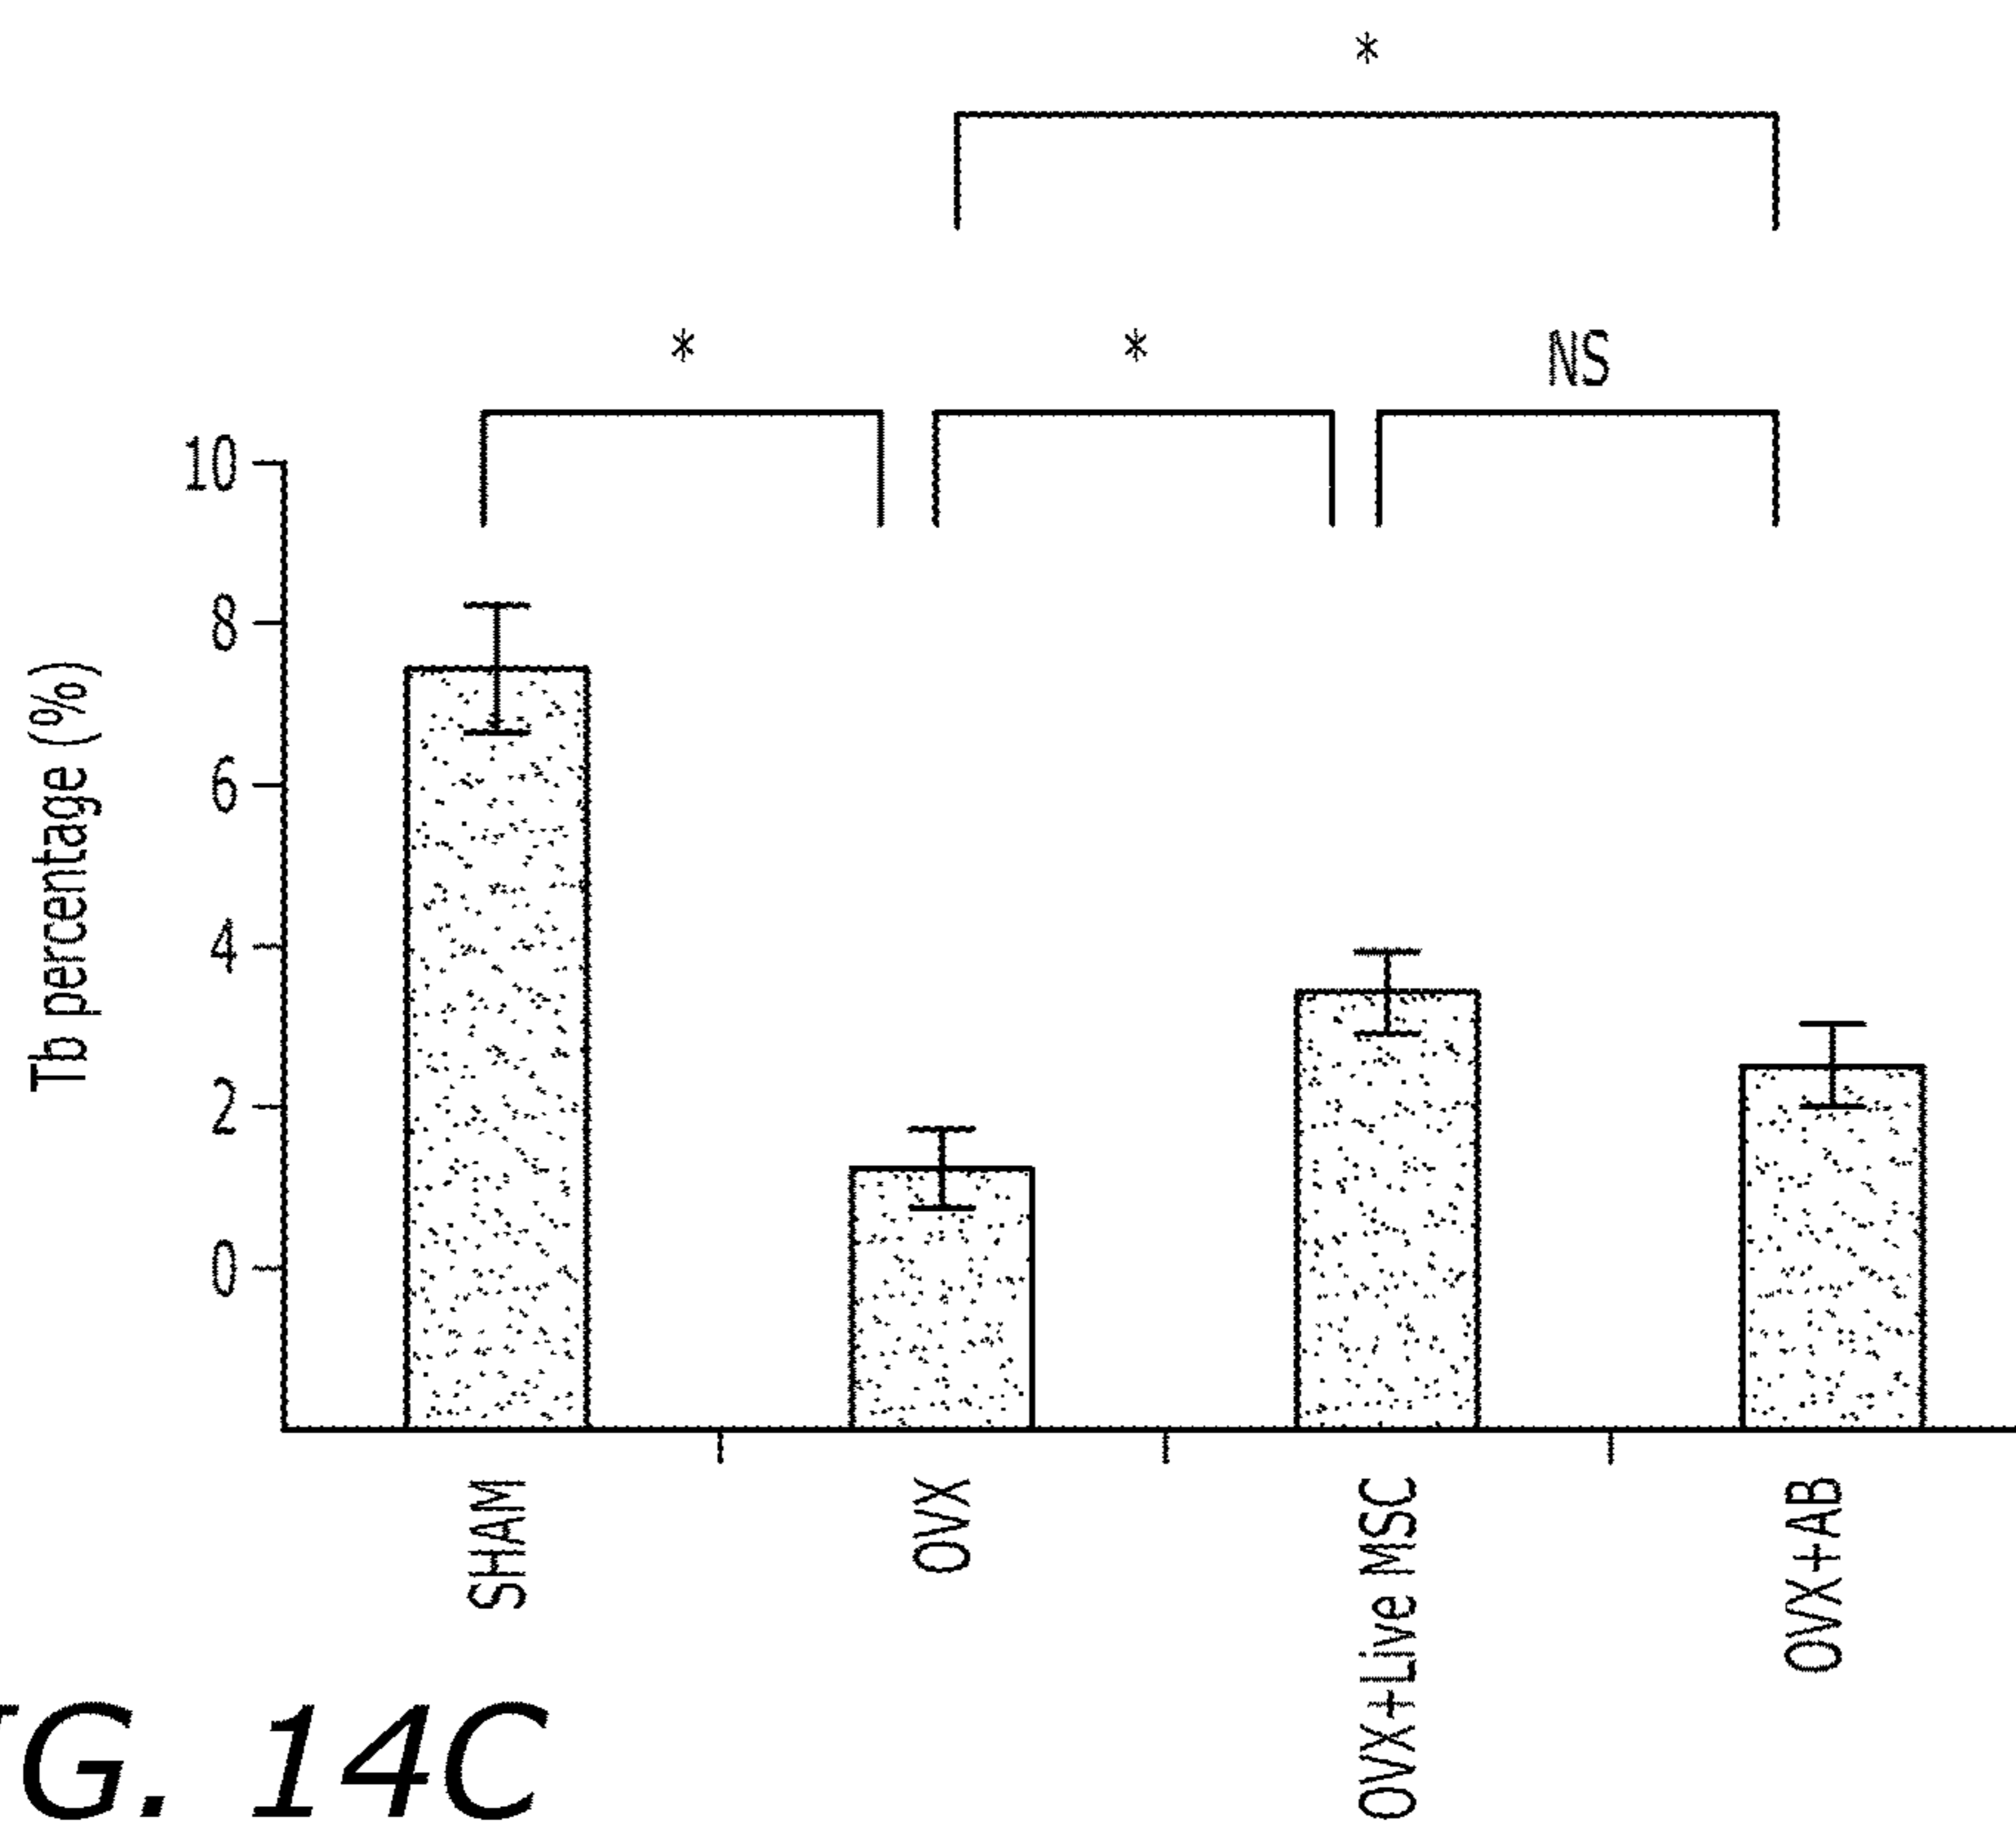 *
* * NS
10
8
6
4
2
0
Tb percentage (%)
SHAM
OVX
OVX+Live MSC
OVX+AB
G. 14C